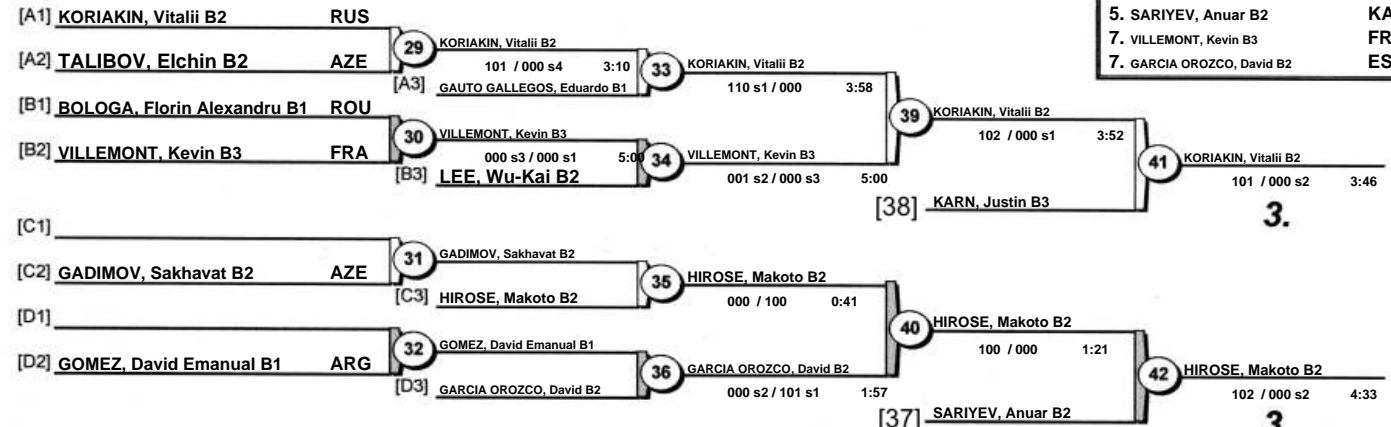 [A1] KORIAKIN, Vitalii B2 RUS
[A2] TALIBOV, Elchin B2 AZE
29
KORIAKIN, Vitalii B2
101 / 000 s4 3:10
[A3] GAUTO GALLEGOS, Eduardo B1
33
KORIAKIN, Vitalii B2
110 s1 / 000 3:58
[B1] BOLOGA, Florin Alexandru B1 ROU
[B2] VILLEMONT, Kevin B3 FRA
30
VILLEMONT, Kevin B3
000 s3 / 000 s1 5:00
[B3] LEE, Wu-Kai B2
34
VILLEMONT, Kevin B3
001 s2 / 000 s3 5:00
39
KORIAKIN, Vitalii B2
102 / 000 s1 3:52
[38] KARN, Justin B3
41
KORIAKIN, Vitalii B2
101 / 000 s2 3:46
3.
[C1]
[C2] GADIMOV, Sakhavat B2 AZE
31
GADIMOV, Sakhavat B2
[C3] HIROSE, Makoto B2
35
HIROSE, Makoto B2
000 / 100 0:41
[D1]
[D2] GOMEZ, David Emanual B1 ARG
32
GOMEZ, David Emanual B1
[D3] GARCIA OROZCO, David B2
36
GARCIA OROZCO, David B2
000 s2 / 101 s1 1:57
40
HIROSE, Makoto B2
100 / 000 1:21
[37] SARIYEV, Anuar B2
42
HIROSE, Makoto B2
102 / 000 s2 4:33
3
5. SARIYEV, Anuar B2 KA
7. VILLEMONT, Kevin B3 FR
7. GARCIA OROZCO, David B2 ES